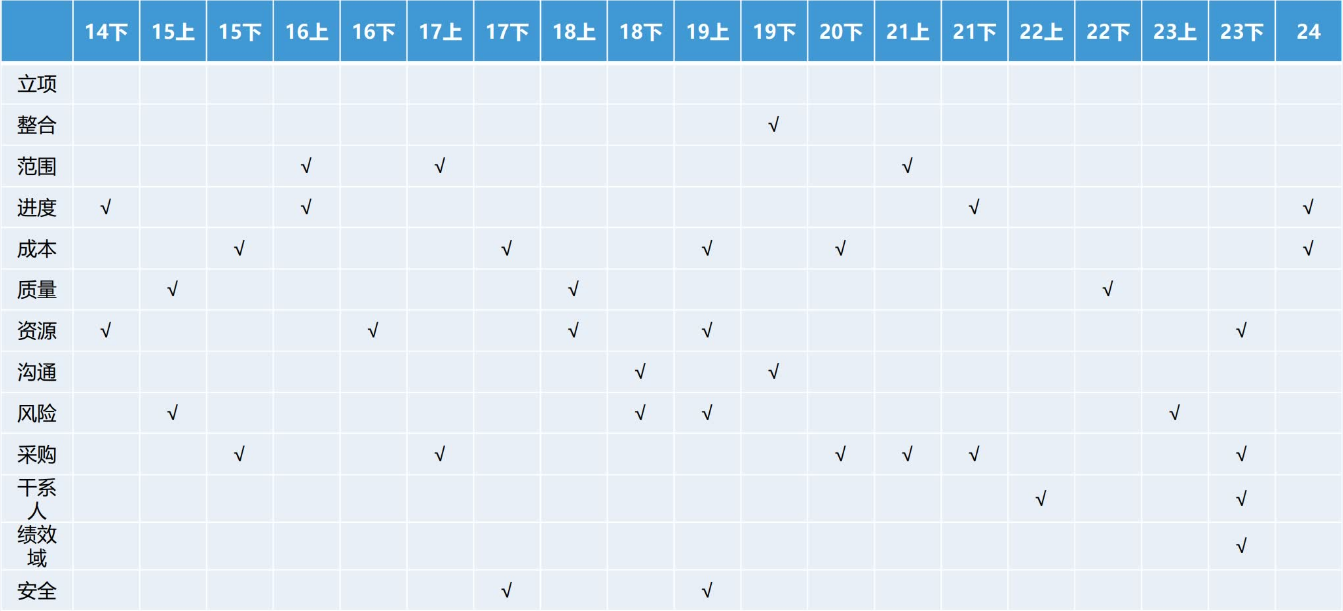 14下 15上 15下 16上 16下 17上 17下 18上 18下 19上 19下 20下 21上 21下 22上 22下 23上 23下 24
立项
整合 √
范围 √ √ √
进度 √ √ √ √
成本 √ √ √ √ √
质量 √ √ √
资源 √ √ √ √ √
沟通 √ √
风险 √ √ √ √
采购 √ √ √ √ √ √
干系
人 √ √
绩效
域 √
安全 √ √